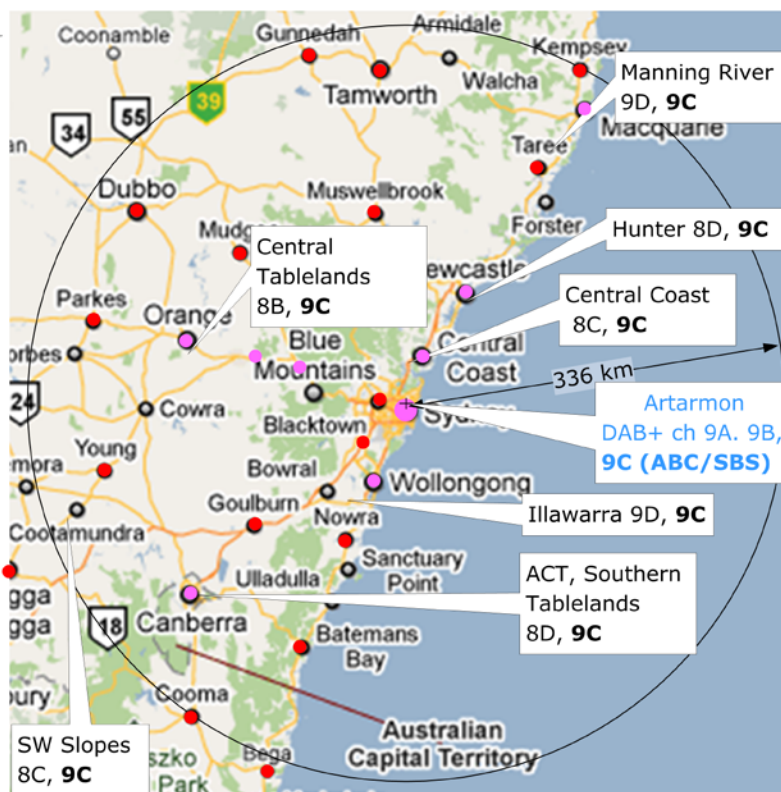 Coonamble
Gunnedah
Armidale
Kempsey
39
Walcha
Tamworth
55
34
Manning River
9D, 9C
Macquarie
Taree
Dubbo
Muswellbrook
Forster
Hunter 8D, 9C
Central
Tablelands
8B, 9C
Parkes
Orange
Central Coast
8C, 9C
Blue
Mountains
Central
Coast
336 km
24
Cowra
Sydney
Artarmon
DAB+ ch 9A. 9B,
9C (ABC/SBS)
Blacktown
Young
Bowral
Wollongong
Goulburn
Illawarra 9D, 9C
Cootamundra
Nowra
Sanctuary
Point
Ulladulla
ACT, Southern
Tablelands
8D, 9C
18
Canberra
Batemans
Bay
Cooma
Australian
Capital Territory
SW Slopes
8C, 9C
Bega
Park